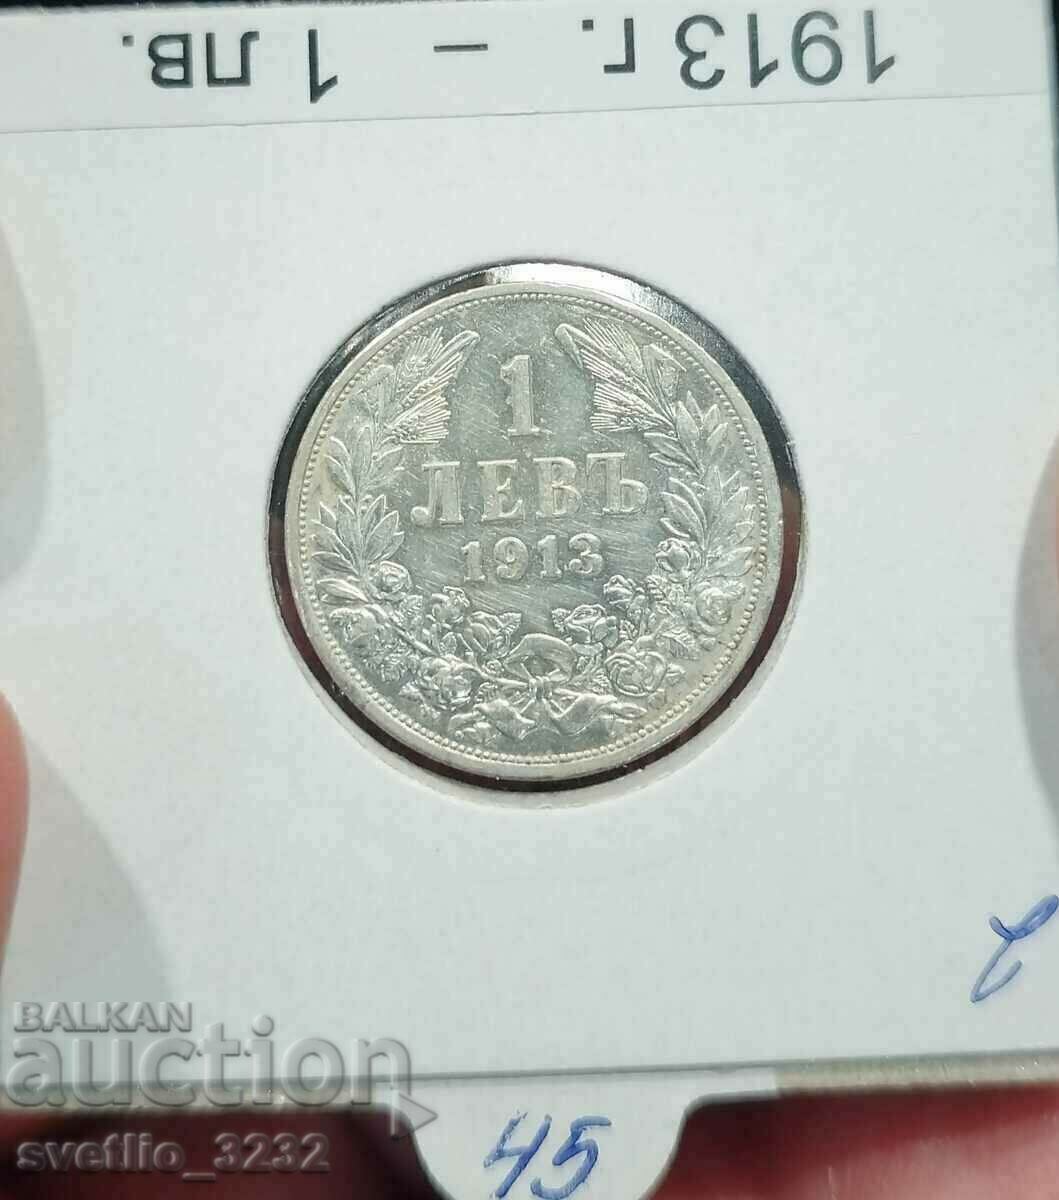 1913 г. – 1 лв.
1
ЛЕВЪ
1913
BALKAN
auction
svetlio_3232
45